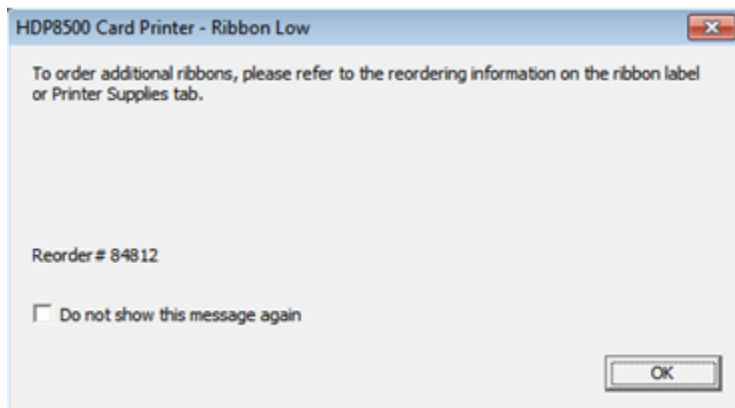 HDP8500 Card Printer - Ribbon Low
To order additional ribbons, please refer to the reordering information on the ribbon label
or Printer Supplies tab.
Reorder# 84812
Do not show this message again
OK